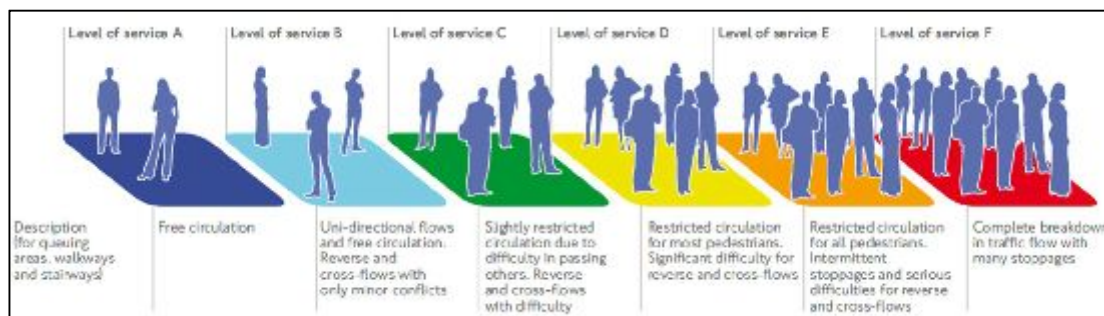 Level of service A
Level of service B
Level of service C
Level of service D
Level of service E
Level of service F
Description
(for queuing
areas, walkways
and stairways)
Free circulation
Uni-directional flows
and free circulation.
Reverse and
cross-flows with
only minor conflicts
Slightly restricted
circulation due to
difficulty in passing
others. Reverse
and cross-flows
with difficulty
Restricted circulation
for most pedestrians.
Significant difficulty for
reverse and cross-flows
Restricted circulation
for all pedestrians.
Intermittent
stoppages and serious
difficulties for reverse
and cross-flows
Complete breakdown
in traffic flow with
many stoppages